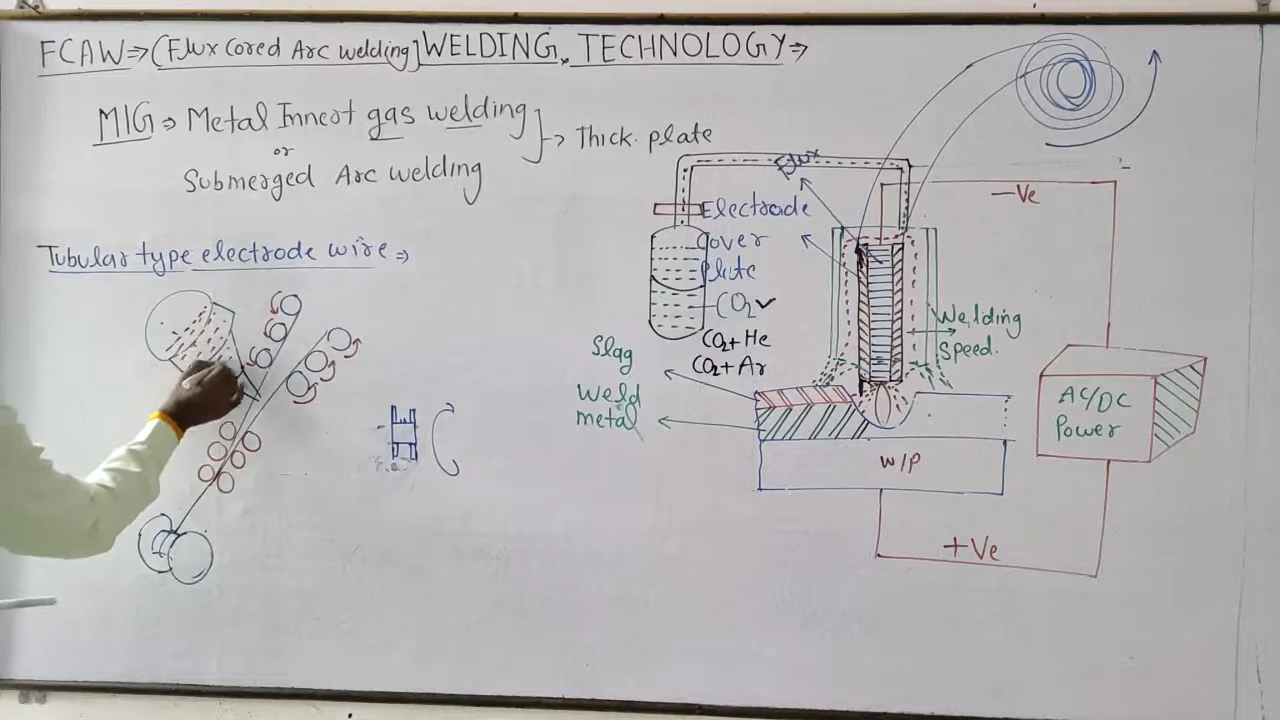 FCAW⇒(Flux Cored Arc welding] WELDING, TECHNOLOGY⇒
MIG ⇒ Metal Innert gas welding
or
Submerged Arc welding
→ Thick plate
Tubular type electrode wire ⇒
Flux
Electrode
Cover
plate
CO2
CO2+He
CO2+Ar
Slag
Weld
metal
-Ve
Welding
Speed.
AC/DC
Power
W/P
+Ve